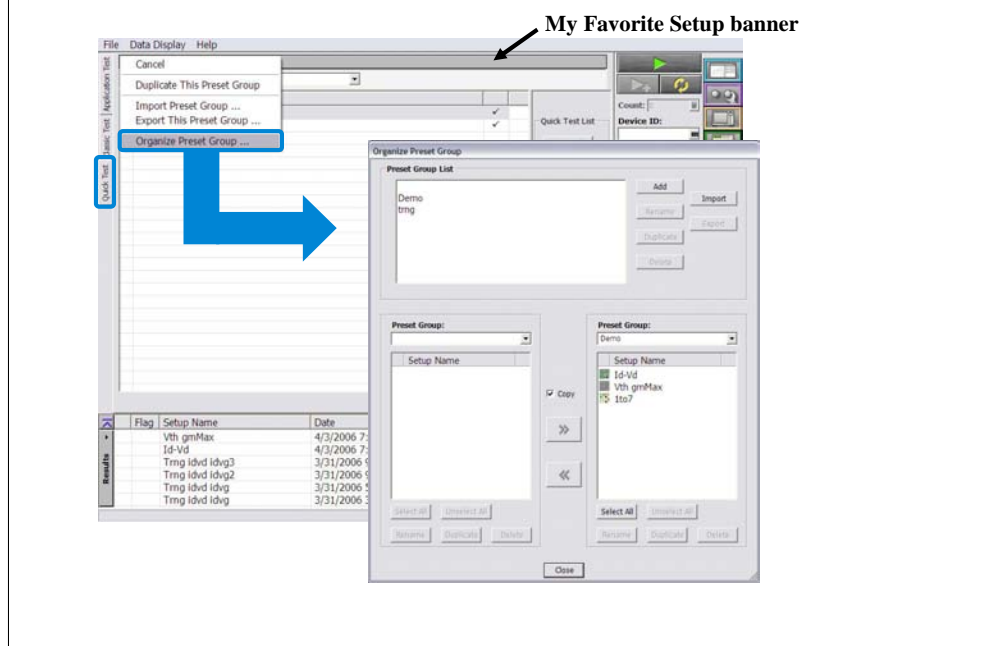 My Favorite Setup banner
File Data Display Help
Cancel
Duplicate This Preset Group
Import Preset Group ...
Export This Preset Group ...
Organize Preset Group ...
Application Test
Classic Test
Quick Test
Quick Test List
Count:
Device ID:
Organize Preset Group
Preset Group List
Demo
trng
Add
Rename
Duplicate
Delete
Import
Export
Preset Group:
Setup Name
Copy
Select All Unselect All
Rename Duplicate Delete
Preset Group:
Demo
Setup Name
Id-Vd
Vth gmMax
1to7
Select All Unselect All
Rename Duplicate Delete
Close
Results
Flag Setup Name Date
Vth gmMax 4/3/2006 7:
Id-Vd 4/3/2006 7:
Trng idvd idvg3 3/31/2006
Trng idvd idvg2 3/31/2006
Trng idvd idvg 3/31/2006
Trng idvd idvg 3/31/2006